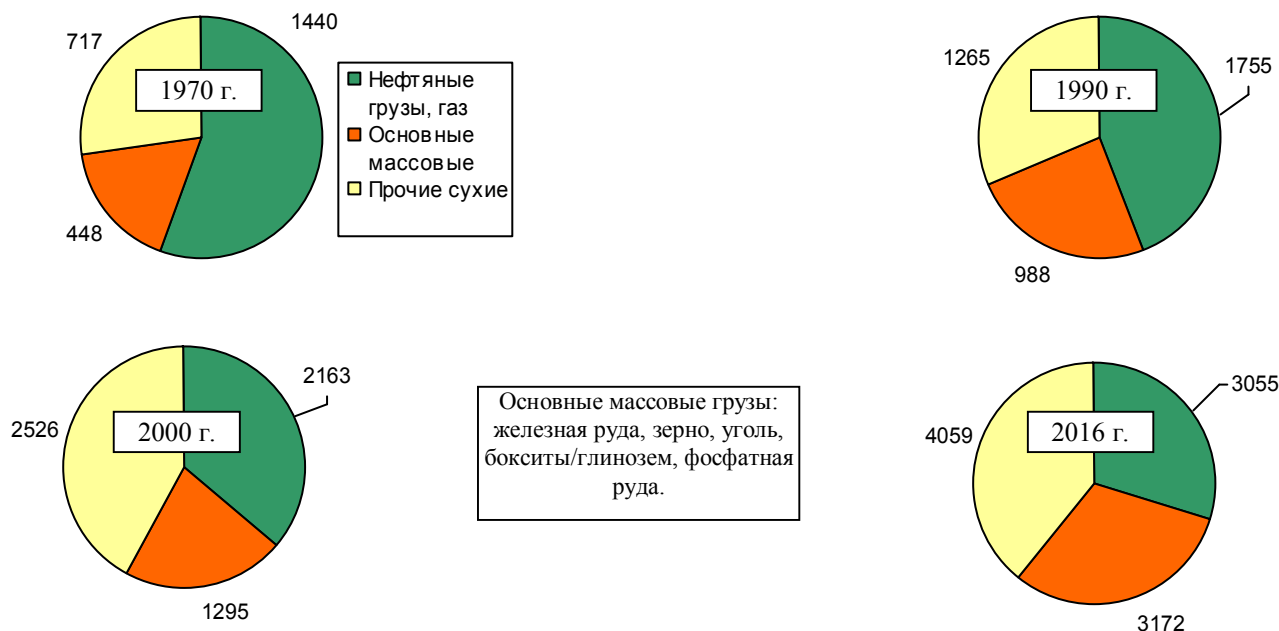 1440
717
1970 г.
448
Нефтяные
грузы, газ
Основные
массовые
Прочие сухие
1265
1755
1990 г.
988
2163
2526
2000 г.
1295
Основные массовые грузы:
железная руда, зерно, уголь,
бокситы/глинозем, фосфатная
руда.
3055
4059
2016 г.
3172